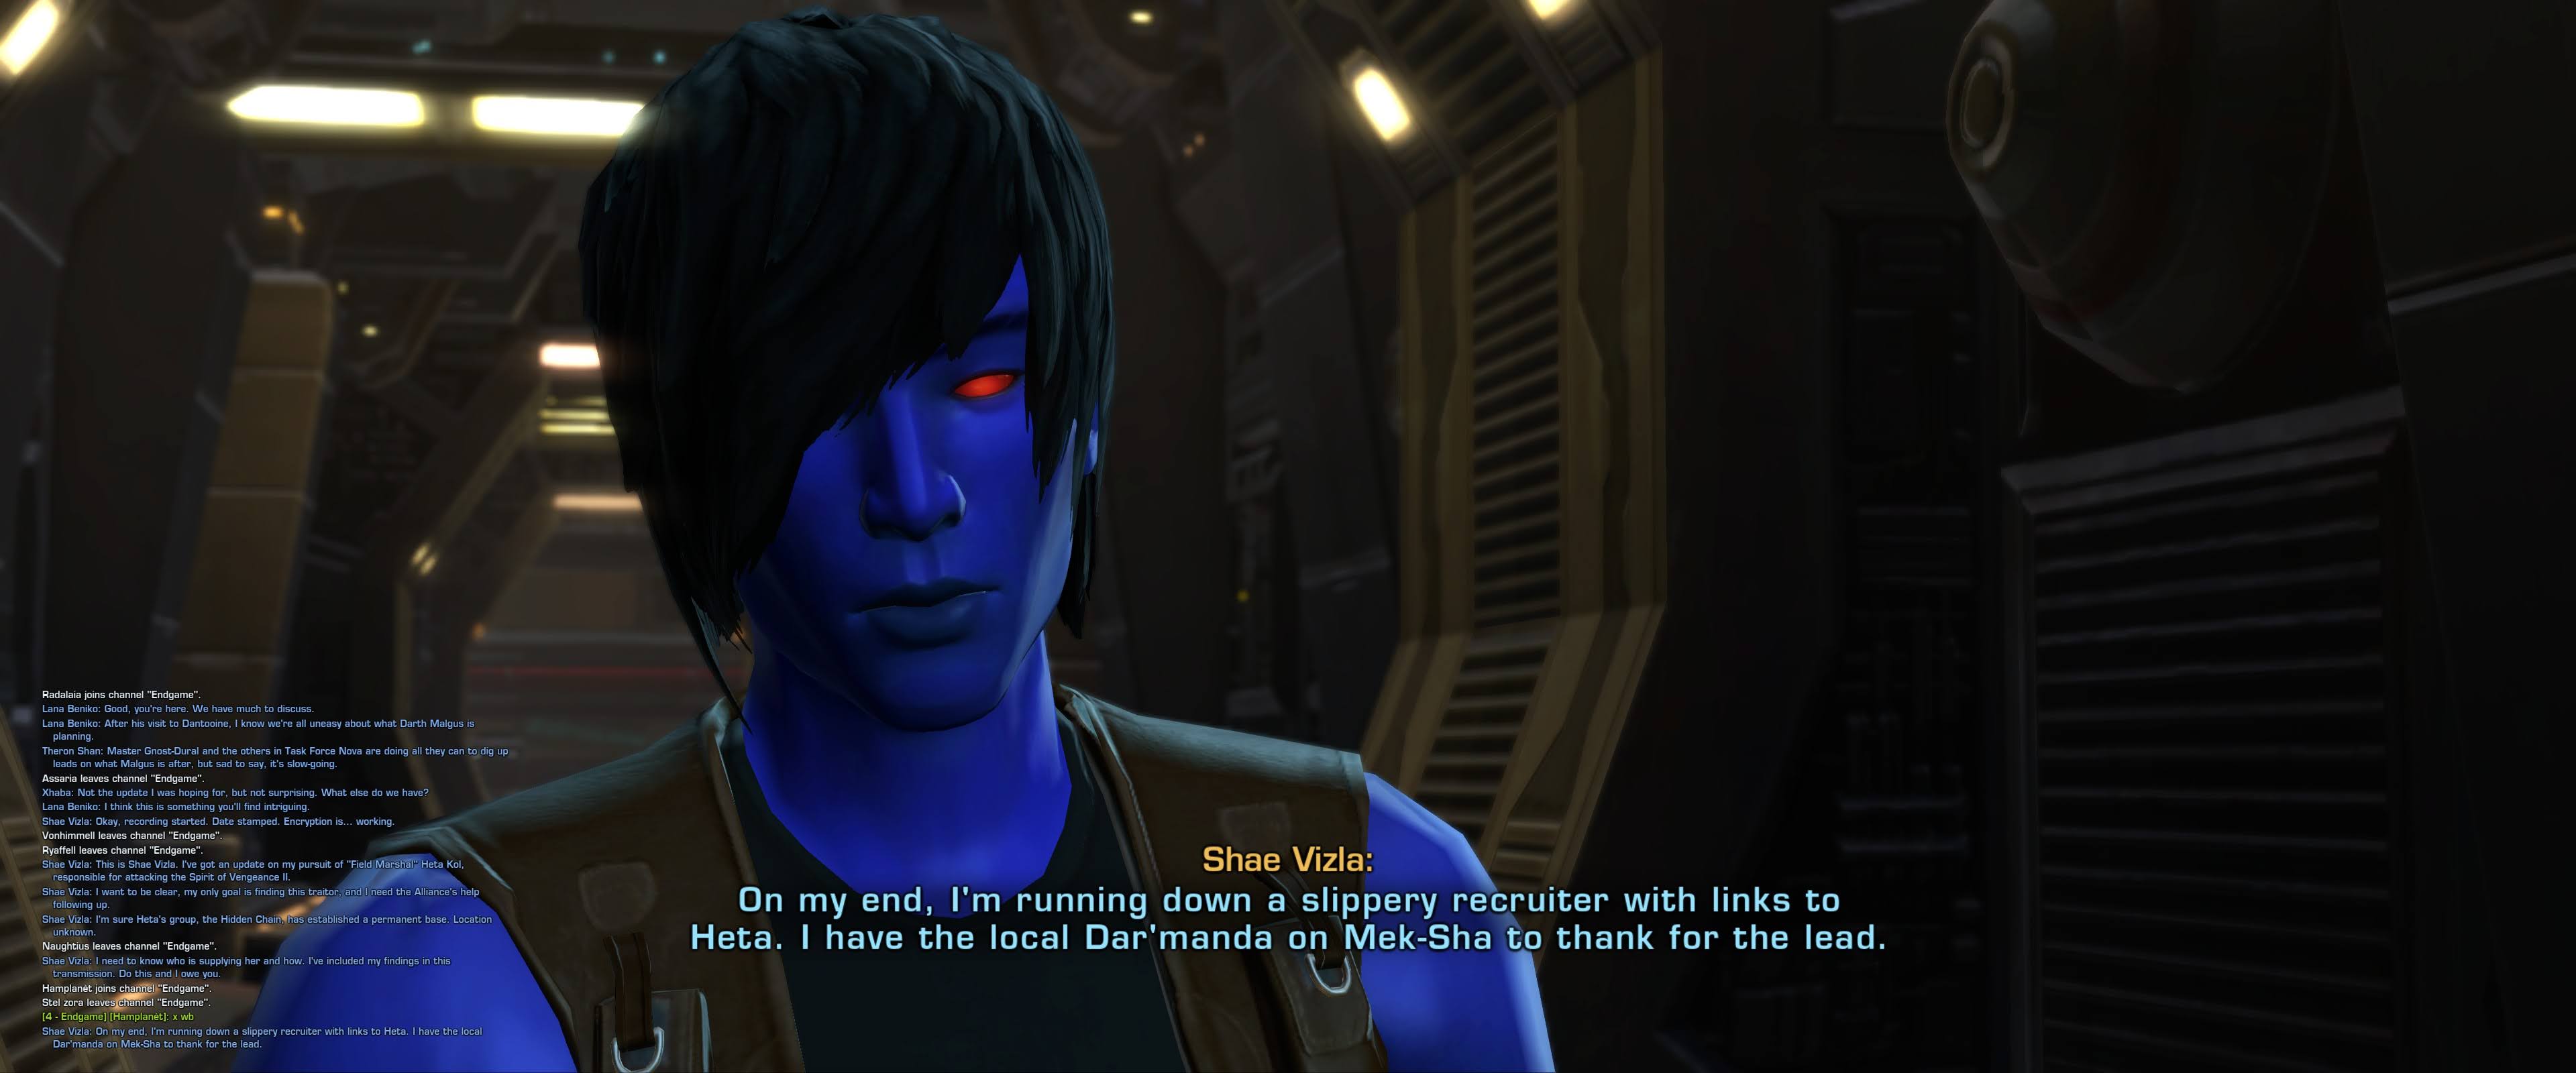 Radalaia joins channel "Endgame".
Lana Beniko: Good, you're here. We have much to discuss.
Lana Beniko: After his visit to Dantooine, I know we're all uneasy about what Darth Malgus is
planning.
Theron Shan: Master Gnost-Dural and the others in Task Force Nova are doing all they can to dig up
leads on what Malgus is after, but sad to say, it's slow-going.
Assaria leaves channel "Endgame".
Xhaba: Not the update I was hoping for, but not surprising. What else do we have?
Lana Beniko: I think this is something you'll find intriguing.
Shae Vizla: Okay, recording started. Date stamped. Encryption is... working.
Vonhimmell leaves channel "Endgame".
Ryaffell leaves channel "Endgame".
Shae Vizla: This is Shae Vizla. I've got an update on my pursuit of "Field Marshal" Heta Kol,
responsible for attacking the Spirit of Vengeance II.
Shae Vizla: I want to be clear, my only goal is finding this traitor, and I need the Alliance's help
following up.
Shae Vizla: I'm sure Heta's group, the Hidden Chain, has established a permanent base. Location
unknown.
Naughtius leaves channel "Endgame".
Shae Vizla: I need to know who is supplying her and how. I've included my findings in this
transmission. Do this and I owe you.
Hamplanèt joins channel "Endgame".
Stel zora leaves channel "Endgame".
[4 - Endgame] [Hamplanèt]: x wb
Shae Vizla: On my end, I'm running down a slippery recruiter with links to Heta. I have the local
Dar'manda on Mek-Sha to thank for the lead.
Shae Vizla:
On my end, I'm running down a slippery recruiter with links to
Heta. I have the local Dar'manda on Mek-Sha to thank for the lead.